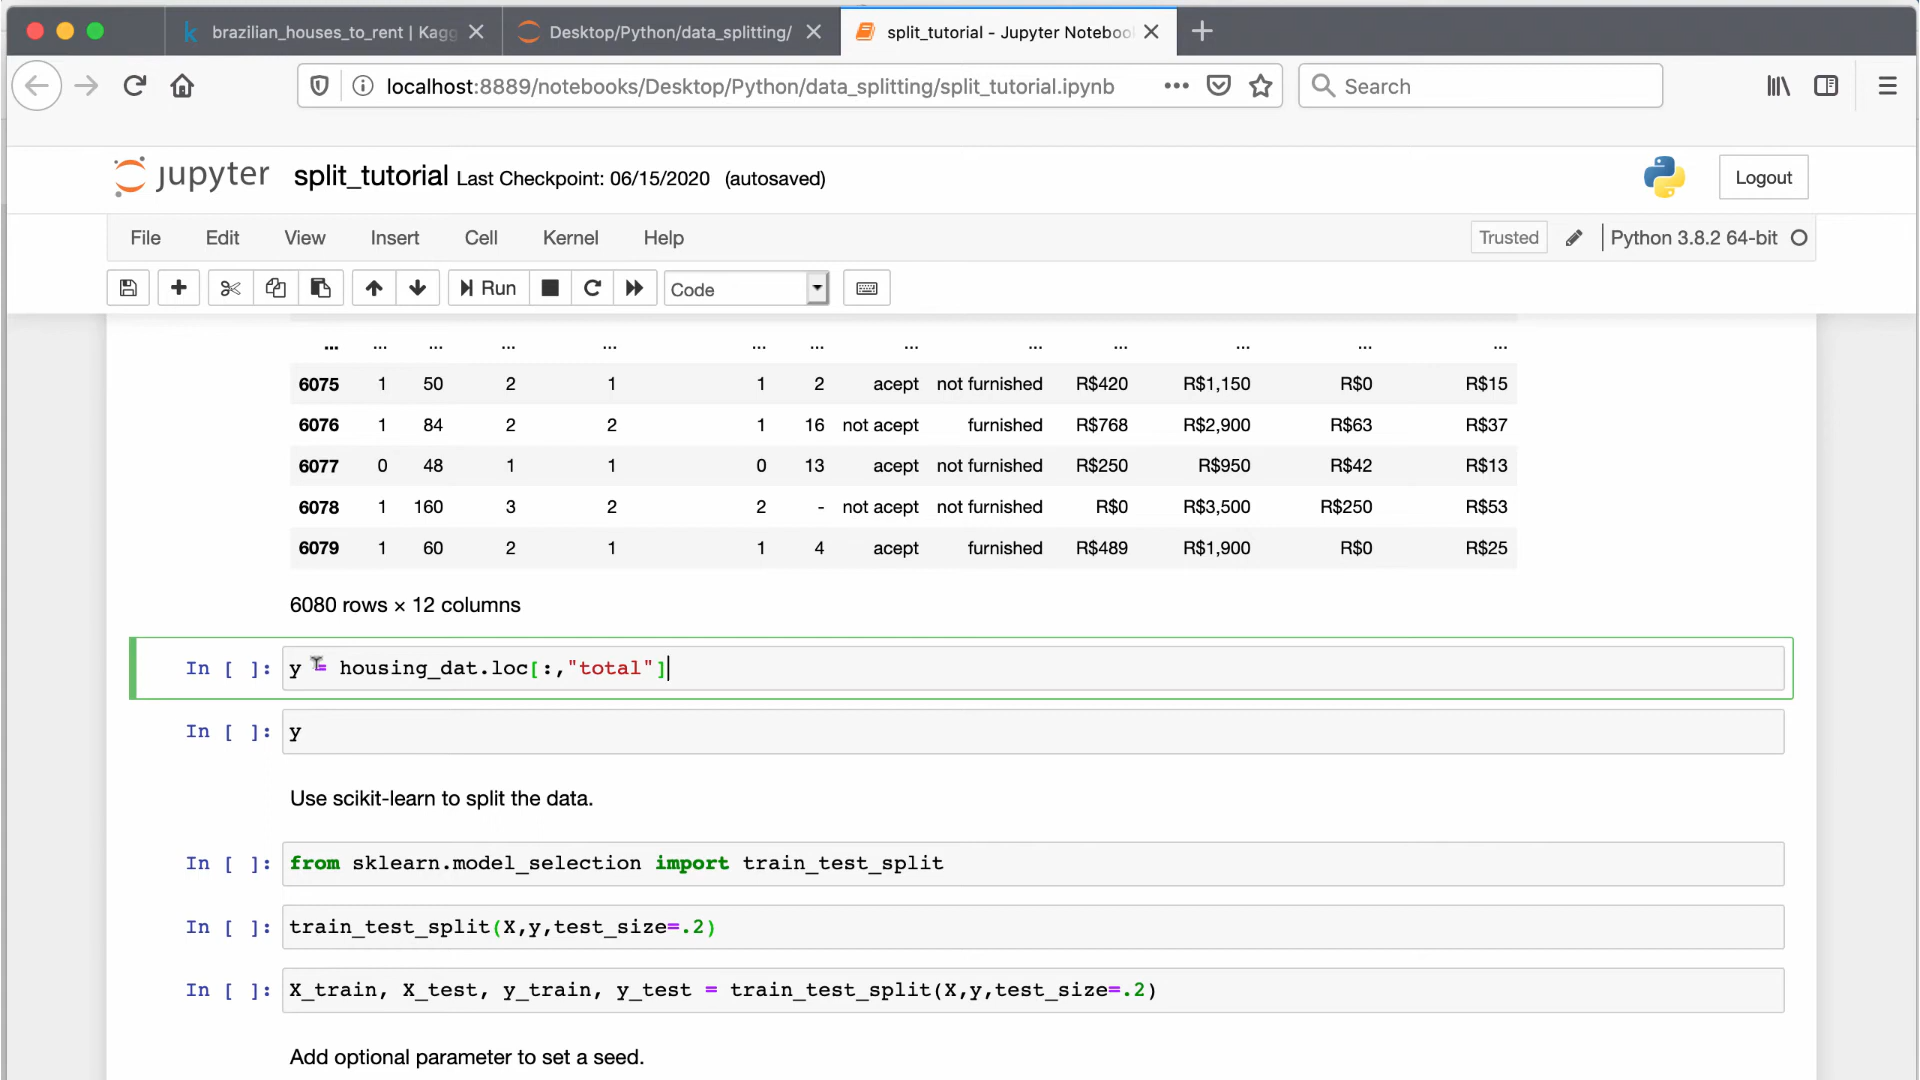 brazilian_houses_to_rent | Kagg
Desktop/Python/data_splitting/
split_tutorial - Jupyter Noteboo
localhost:8889/notebooks/Desktop/Python/data_splitting/split_tutorial.ipynb
Search
jupyter split_tutorial Last Checkpoint: 06/15/2020 (autosaved)
Logout
File Edit View Insert Cell Kernel Help Trusted Python 3.8.2 64-bit
Run Code
... ... ... ... ... ... ... ... ... ... ... ... ...
6075 1 50 2 1 1 2 acept not furnished R$420 R$1,150 R$0 R$15
6076 1 84 2 2 1 16 not acept furnished R$768 R$2,900 R$63 R$37
6077 0 48 1 1 0 13 acept not furnished R$250 R$950 R$42 R$13
6078 1 160 3 2 2 - not acept not furnished R$0 R$3,500 R$250 R$53
6079 1 60 2 1 1 4 acept furnished R$489 R$1,900 R$0 R$25
6080 rows × 12 columns
In [ ]: y = housing_dat.loc[:,"total"]
In [ ]: y
Use scikit-learn to split the data.
In [ ]: from sklearn.model_selection import train_test_split
In [ ]: train_test_split(X,y,test_size=.2)
In [ ]: X_train, X_test, y_train, y_test = train_test_split(X,y,test_size=.2)
Add optional parameter to set a seed.